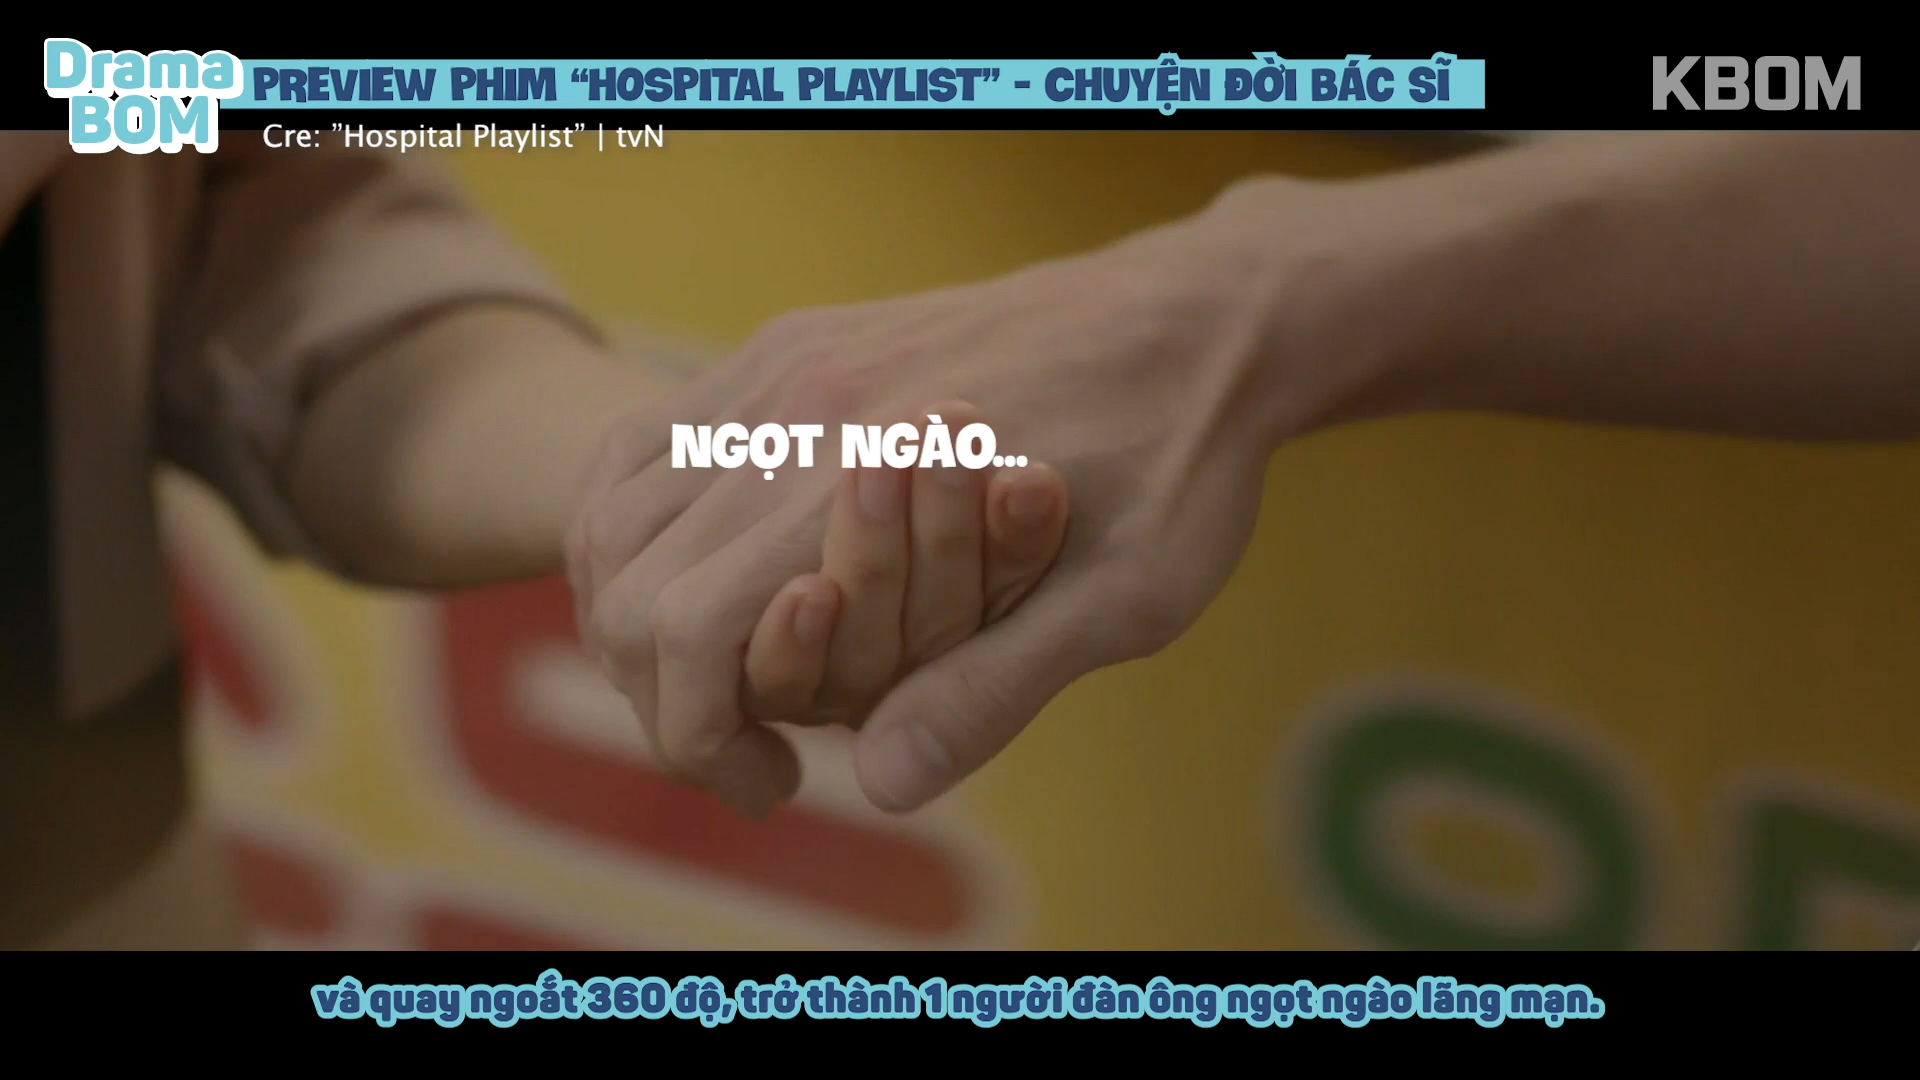 Drama
BOM
PREVIEW PHIM “HOSPITAL PLAYLIST” - CHUYỆN ĐỜI BÁC SĨ
KBOM
Cre: ”Hospital Playlist” | tvN
NGỌT NGÀO...
và quay ngoắt 360 độ, trở thành 1 người đàn ông ngọt ngào lãng mạn.